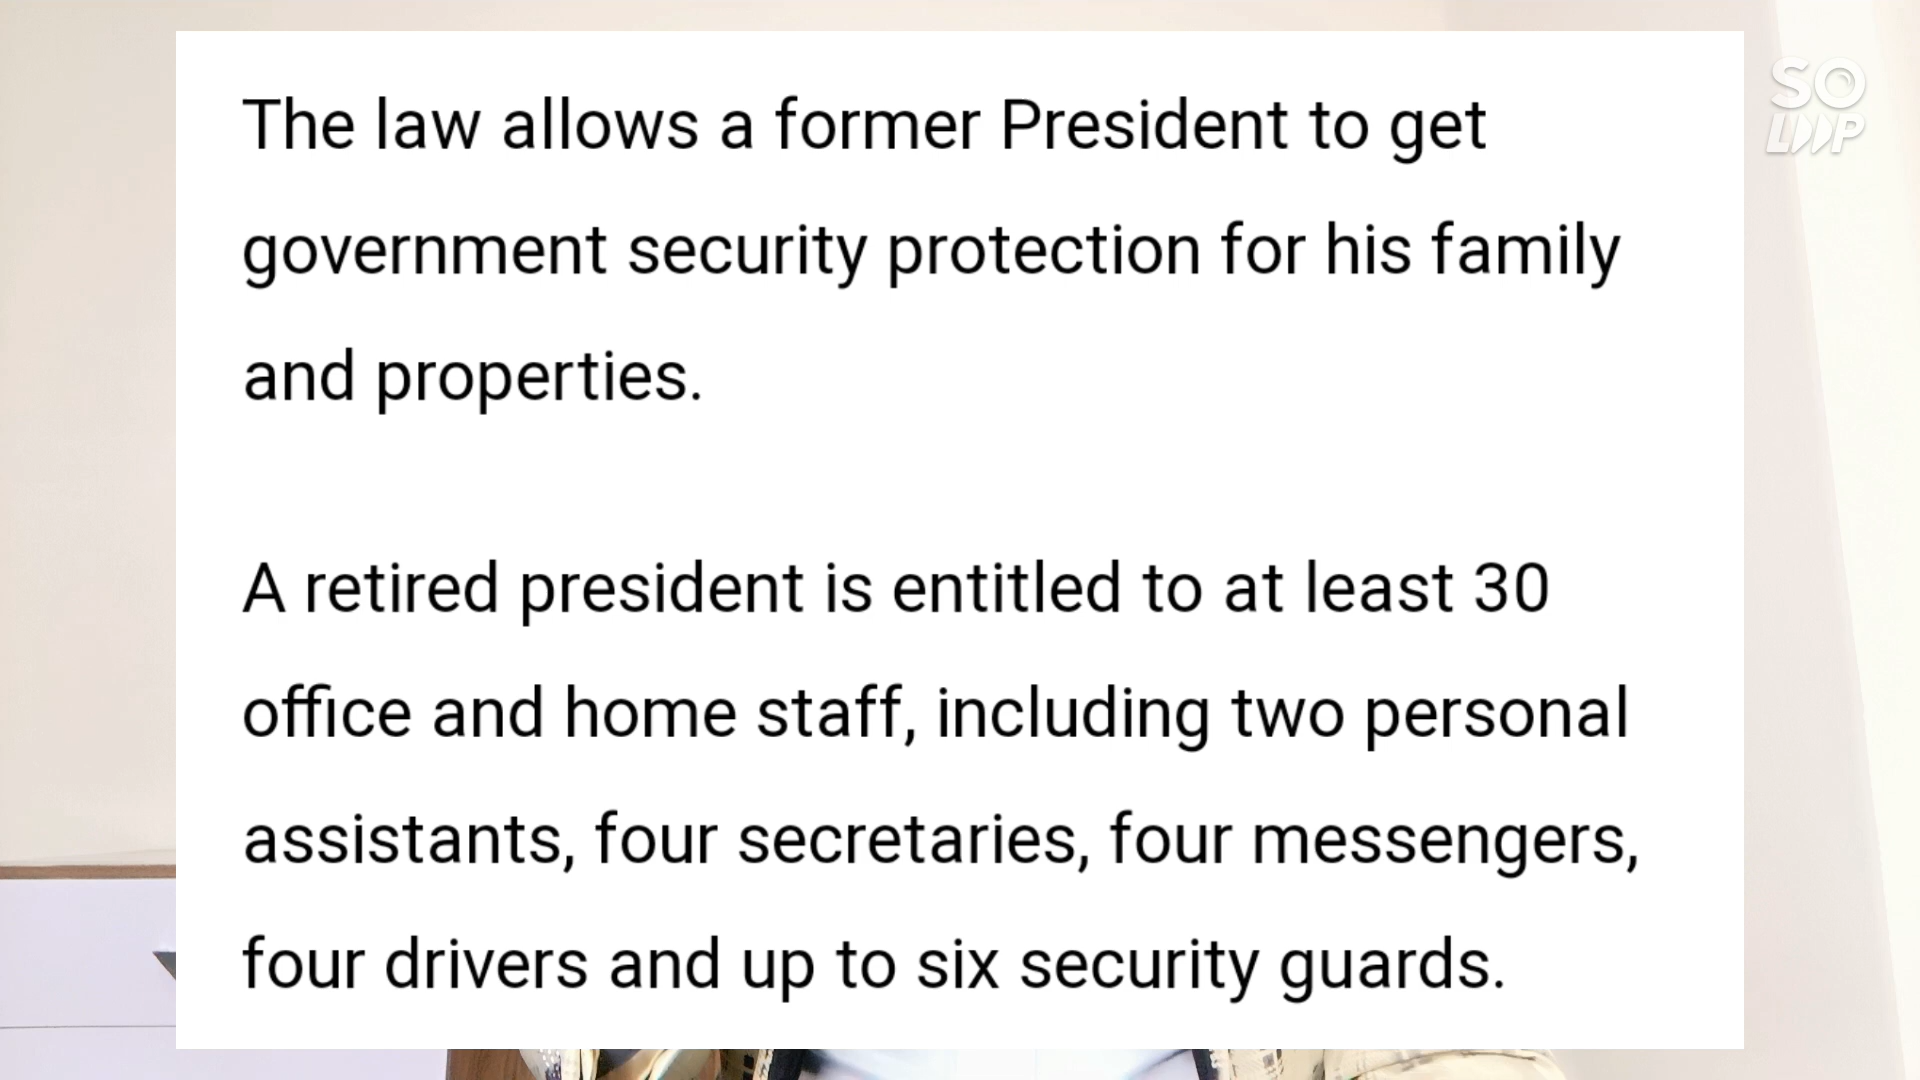 The law allows a former President to get
government security protection for his family
and properties.
A retired president is entitled to at least 30
office and home staff, including two personal
assistants, four secretaries, four messengers,
four drivers and up to six security guards.
SO
LOOP